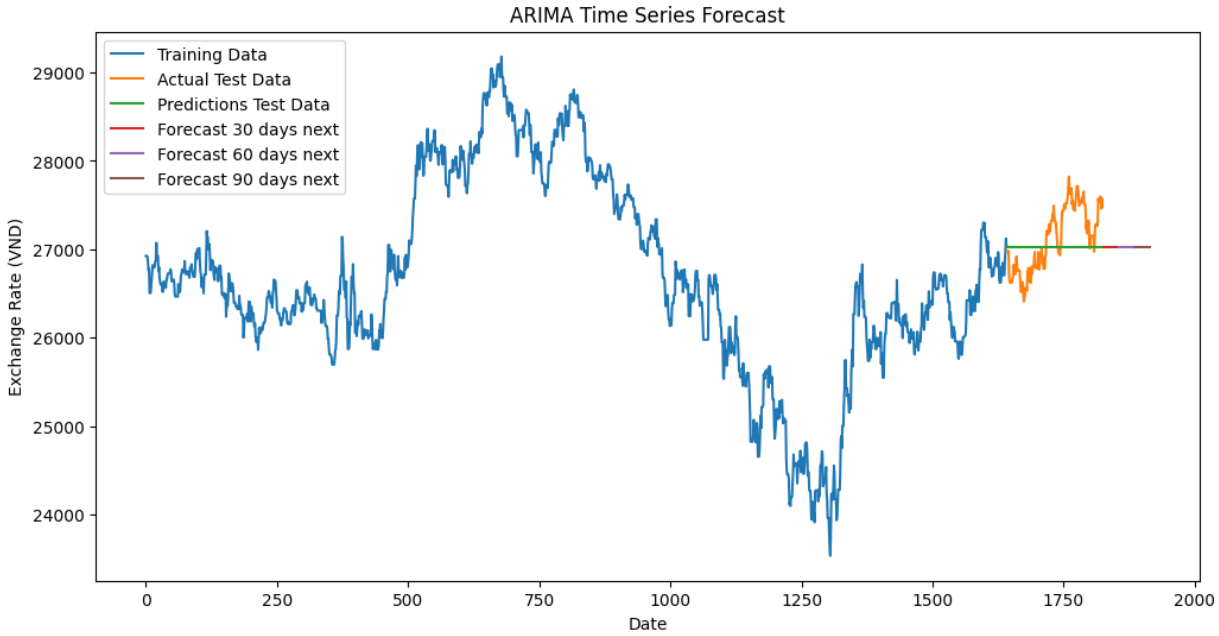 ARIMA Time Series Forecast
Training Data
Actual Test Data
Predictions Test Data
Forecast 30 days next
Forecast 60 days next
Forecast 90 days next
Exchange Rate (VND)
29000
28000
27000
26000
25000
24000
0 250 500 750 1000 1250 1500 1750 2000
Date